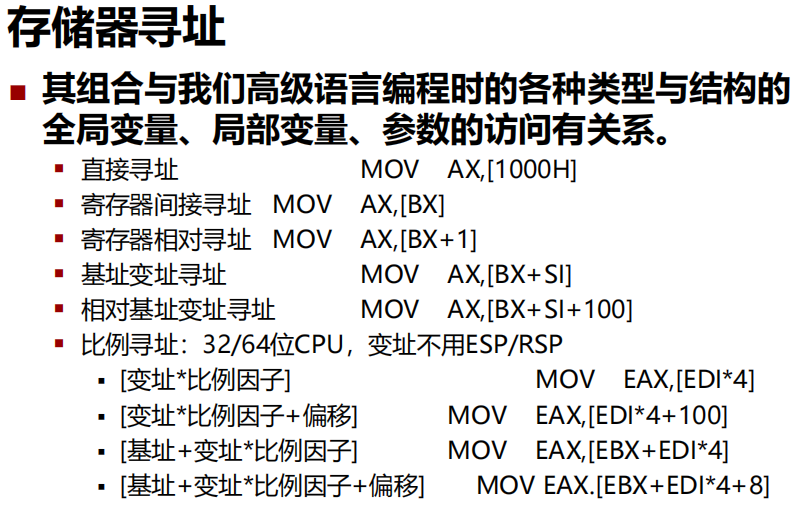 存储器寻址
其组合与我们高级语言编程时的各种类型与结构的
全局变量、局部变量、参数的访问有关系。
直接寻址 MOV AX,[1000H]
寄存器间接寻址 MOV AX,[BX]
寄存器相对寻址 MOV AX,[BX+1]
基址变址寻址 MOV AX,[BX+SI]
相对基址变址寻址 MOV AX,[BX+SI+100]
比例寻址：32/64位CPU，变址不用ESP/RSP
[变址*比例因子] MOV EAX,[EDI*4]
[变址*比例因子+偏移] MOV EAX,[EDI*4+100]
[基址+变址*比例因子] MOV EAX,[EBX+EDI*4]
[基址+变址*比例因子+偏移] MOV EAX.[EBX+EDI*4+8]